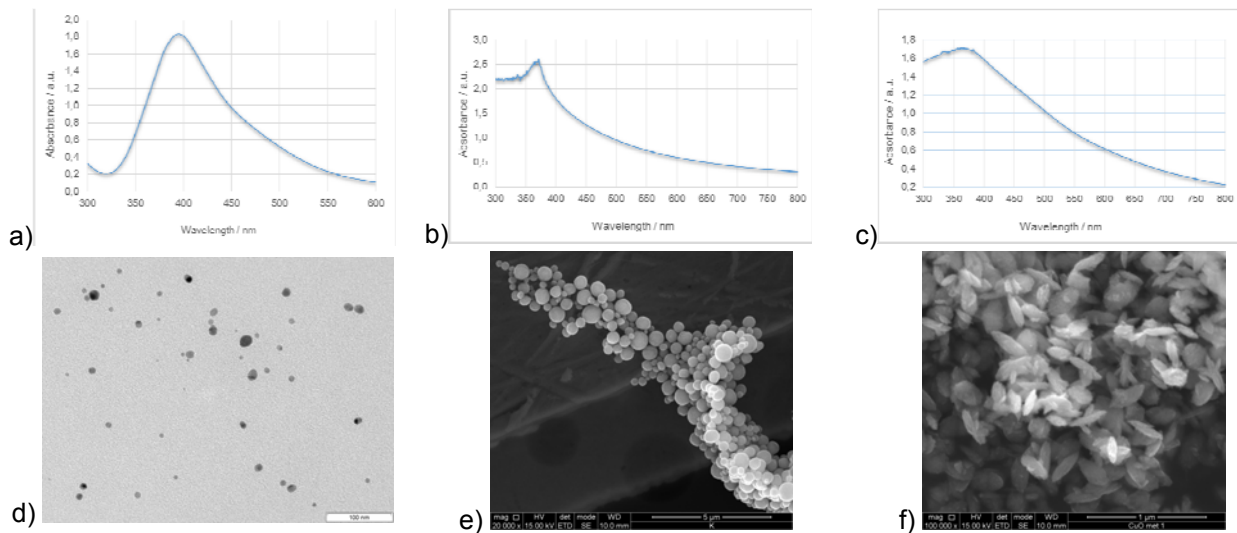 2,0
1,8
1,6
1,4
1,2
1,0
0,8
0,6
0,4
0,2
0,0
300 350 400 450 500 550 600
Absorbance / a.u.
Wavelength / nm
a)
3,0
2,5
2,0
1,5
1,0
0,5
0,0
300 350 400 450 500 550 600 650 700 750 800
Absorbance / a.u.
Wavelength / nm
b)
1,8
1,6
1,4
1,2
1,0
0,8
0,6
0,4
0,2
300 350 400 450 500 550 600 650 700 750 800
Absorbance / a.u.
Wavelength / nm
c)
100 nm
d)
mag HV det mode WD 5 µm
20 000 x 15.00 kV ETD SE 10.0 mm K
e)
mag HV det mode WD 1 µm
100 000 x 15.00 kV ETD SE 10.0 mm CuO met 1
f)